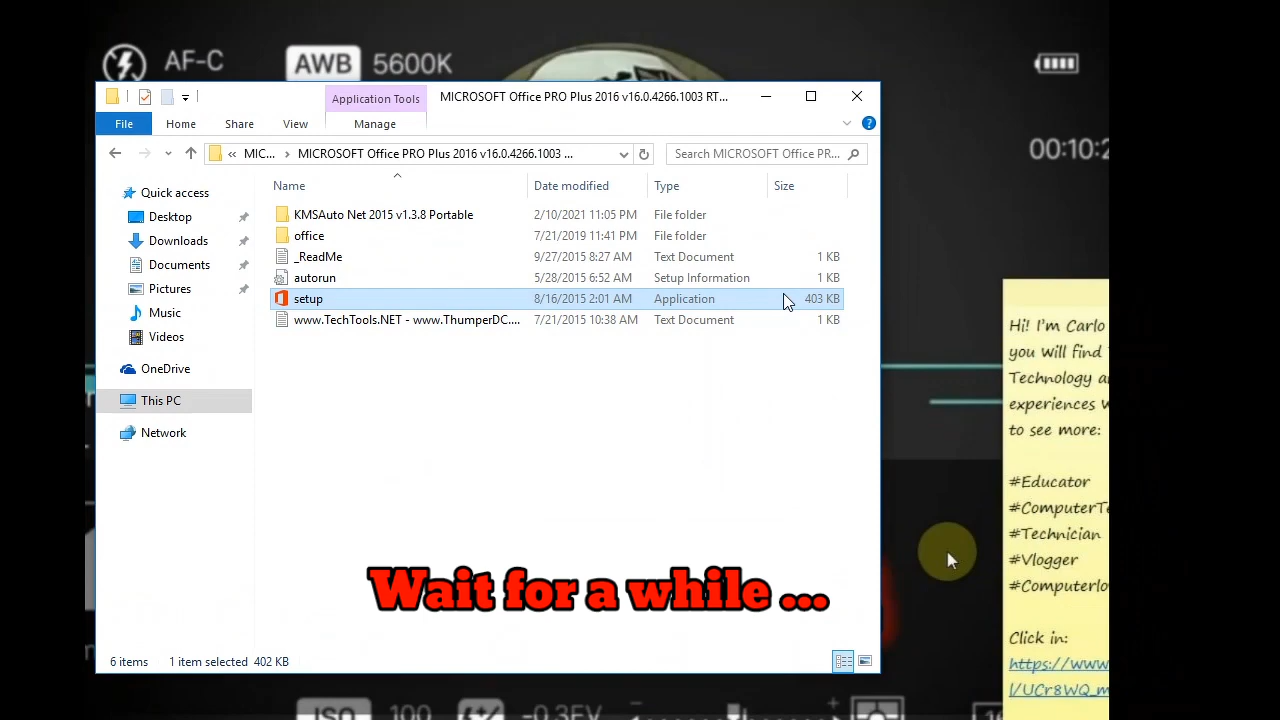 AF-C AWB 5600K
Application Tools MICROSOFT Office PRO Plus 2016 v16.0.4266.1003 RT...
File Home Share View Manage
00:10:2
« MIC... MICROSOFT Office PRO Plus 2016 v16.0.4266.1003 ... Search MICROSOFT Office PR...
Name Date modified Type Size
Quick access
Desktop
Downloads
Documents
Pictures
Music
Videos
OneDrive
This PC
Network
KMSAuto Net 2015 v1.3.8 Portable 2/10/2021 11:05 PM File folder
office 7/21/2019 11:41 PM File folder
_ReadMe 9/27/2015 8:27 AM Text Document 1 KB
autorun 5/28/2015 6:52 AM Setup Information 1 KB
setup 8/16/2015 2:01 AM Application 403 KB
www.TechTools.NET - www.ThumperDC.... 7/21/2015 10:38 AM Text Document 1 KB
Hi! I'm Carlo
you will find
Technology
experiences
to see more:
#Educator
#ComputerTe
#Technician
#Vlogger
#Computerlo
Click in:
https://www
l/UCr8WQ_m
Wait for a while ...
6 items 1 item selected 402 KB
ISO 100 -0.3EV